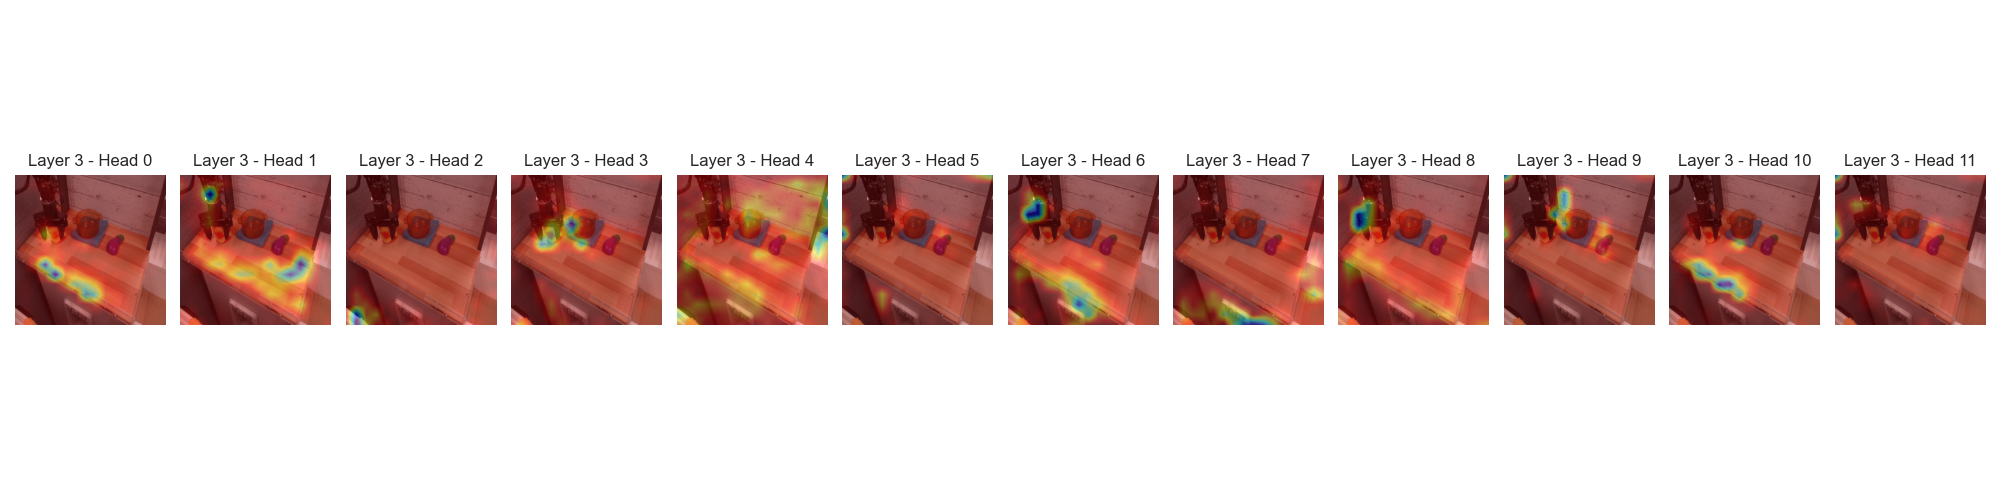 Layer 3 - Head 0
Layer 3 - Head 1
Layer 3 - Head 2
Layer 3 - Head 3
Layer 3 - Head 4
Layer 3 - Head 5
Layer 3 - Head 6
Layer 3 - Head 7
Layer 3 - Head 8
Layer 3 - Head 9
Layer 3 - Head 10
Layer 3 - Head 11